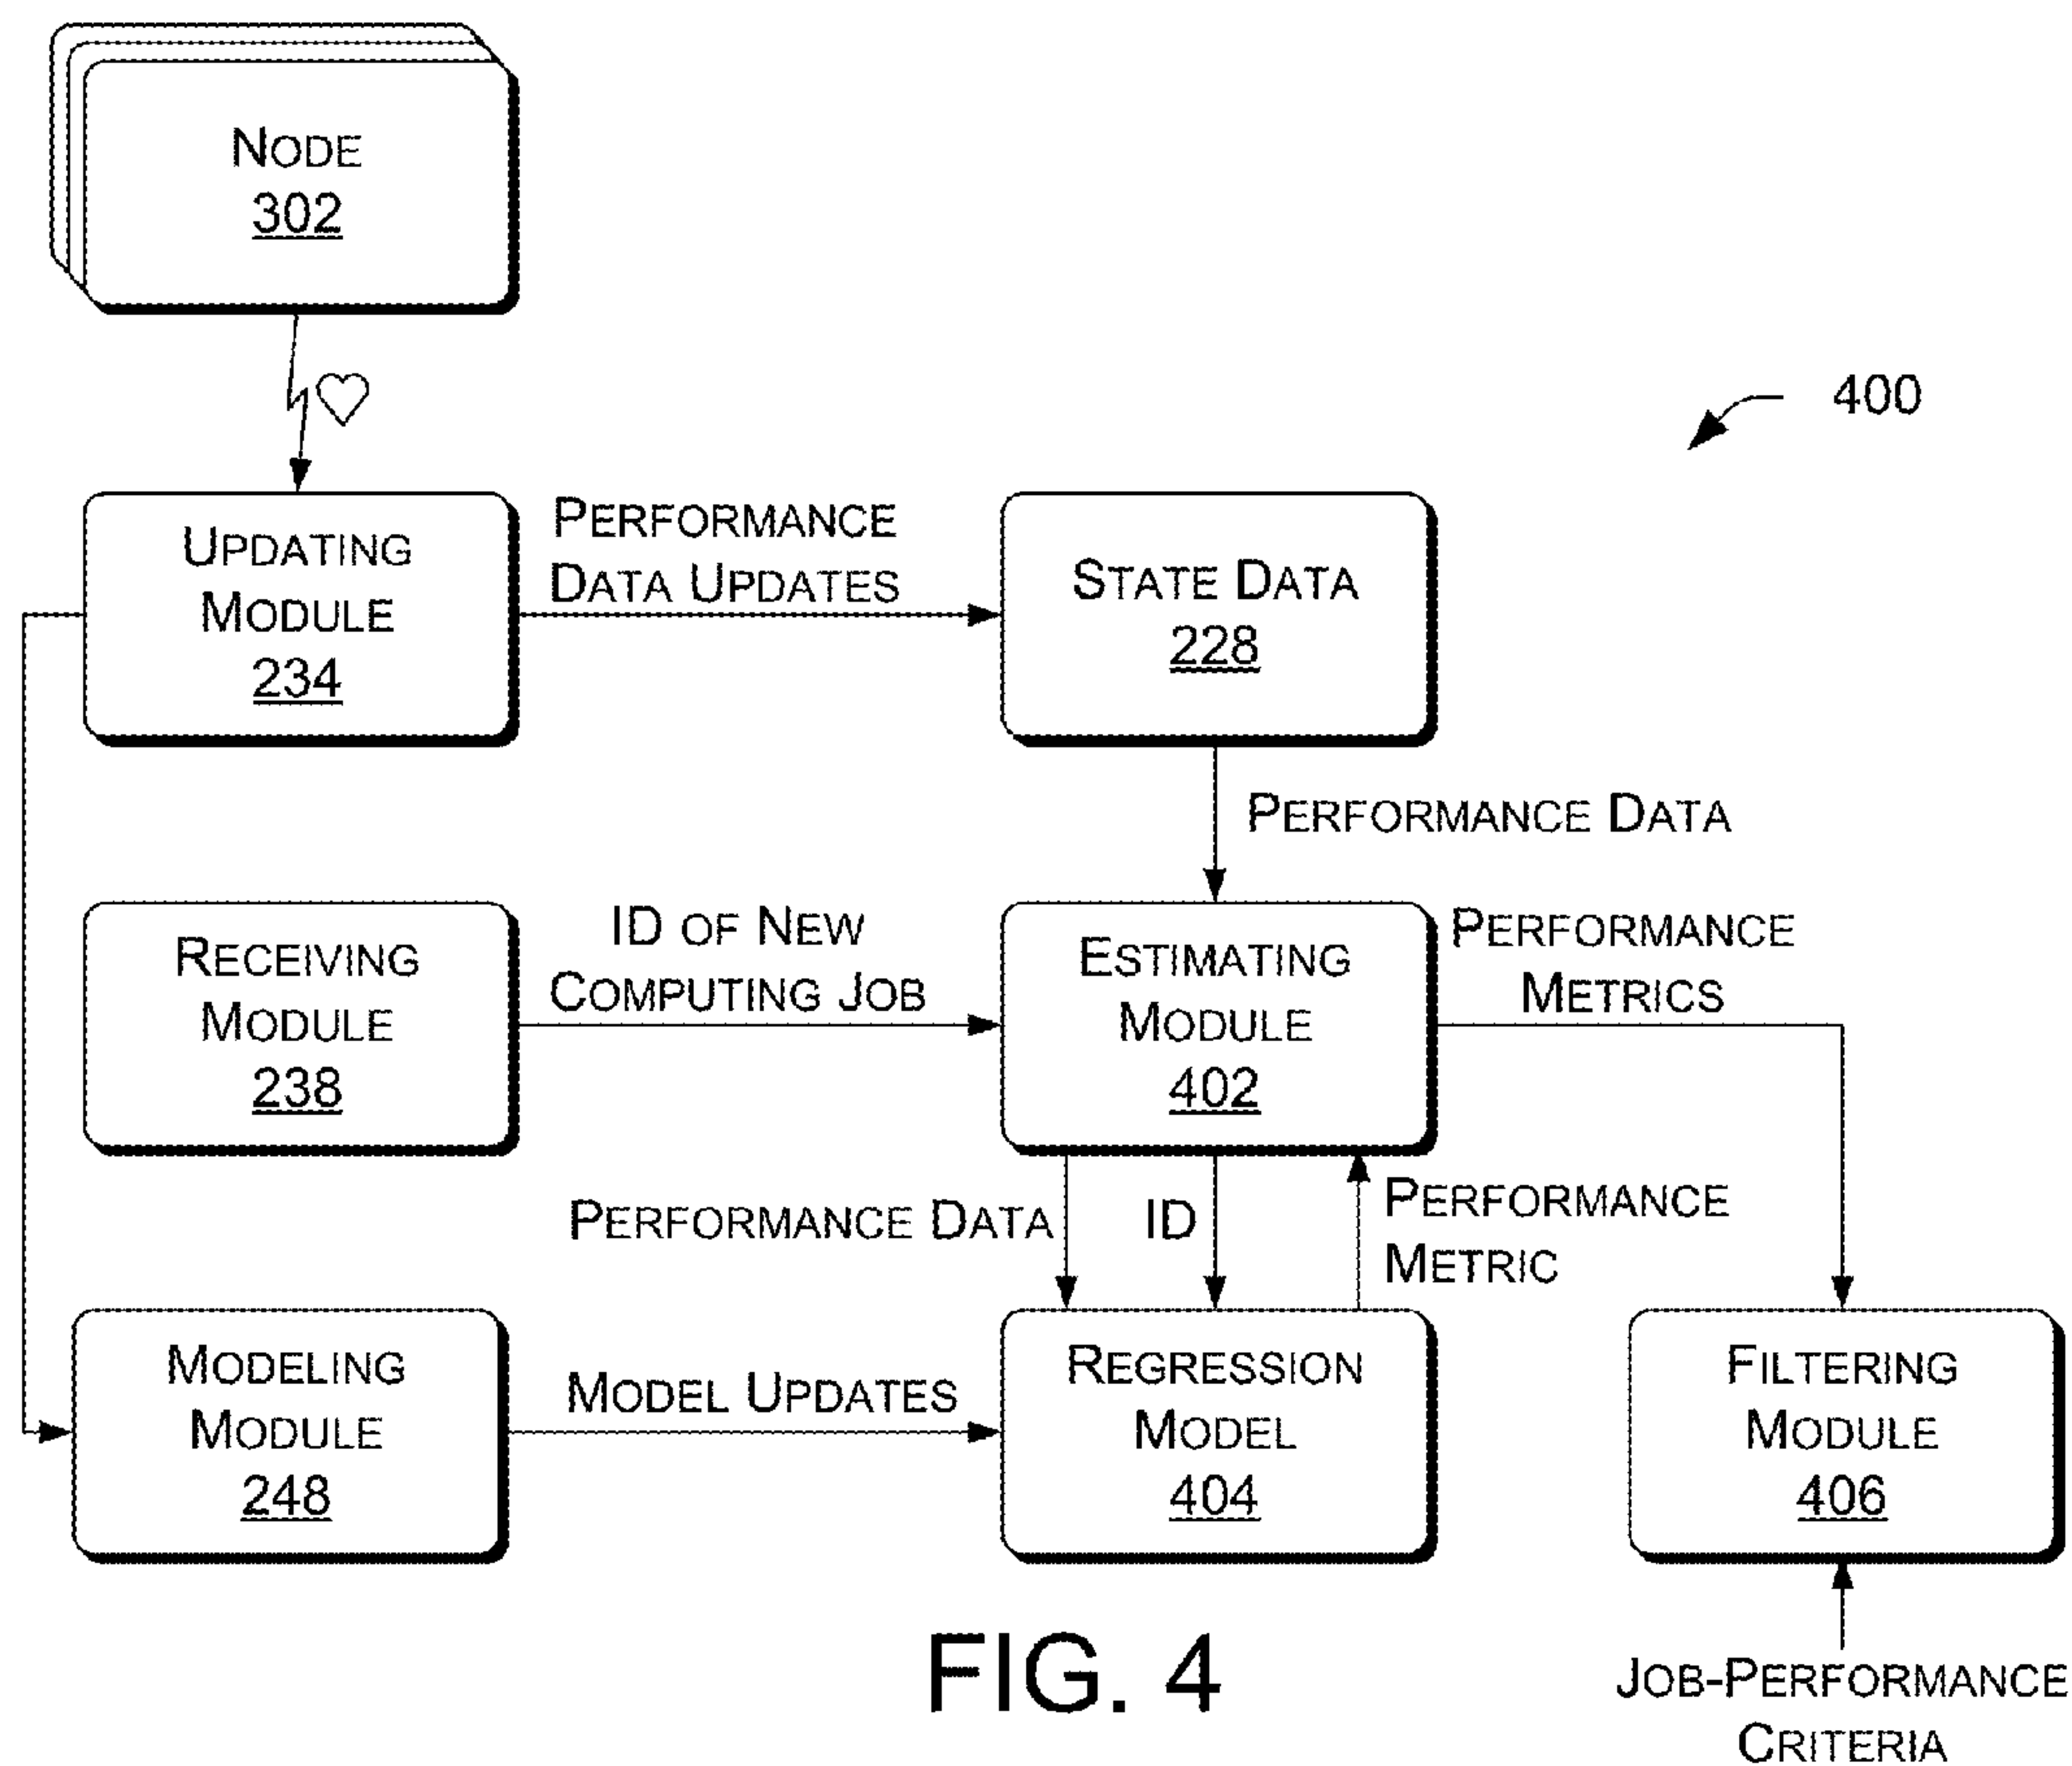 NODE
302
400
UPDATING
MODULE
234
PERFORMANCE
DATA UPDATES
STATE DATA
228
PERFORMANCE DATA
RECEIVING
MODULE
238
ID OF NEW
COMPUTING JOB
ESTIMATING
MODULE
402
PERFORMANCE
METRICS
PERFORMANCE DATA
ID
PERFORMANCE
METRIC
MODELING
MODULE
248
MODEL UPDATES
REGRESSION
MODEL
404
FILTERING
MODULE
406
JOB-PERFORMANCE
CRITERIA
FIG. 4